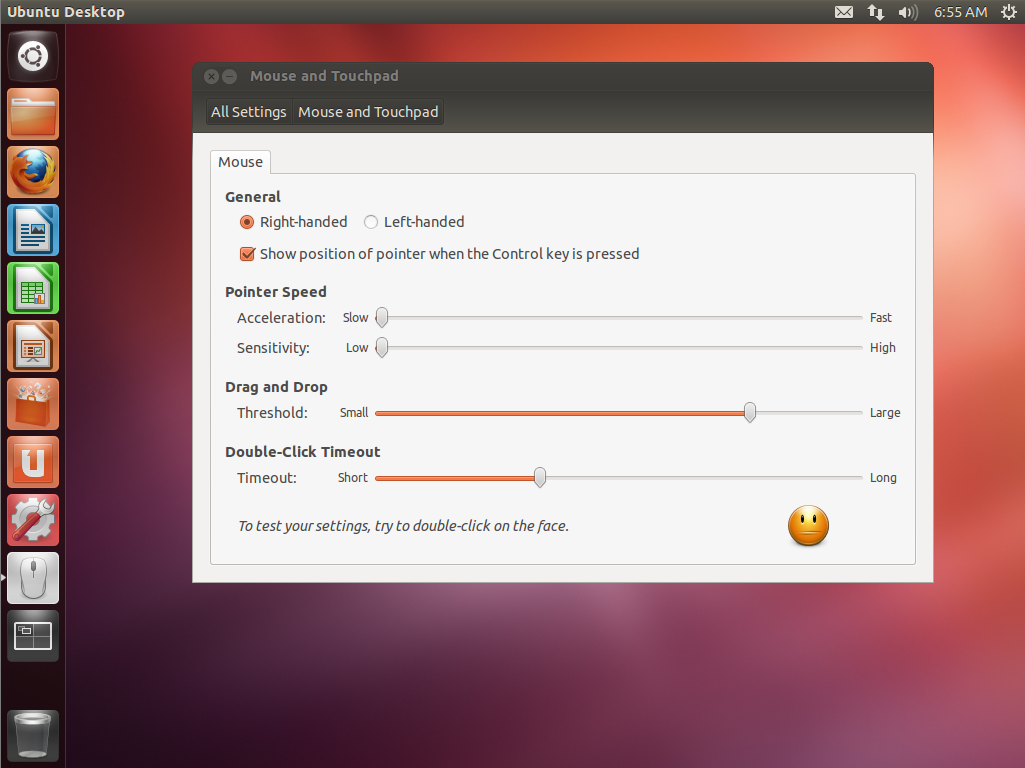 Ubuntu Desktop
6:55 AM
Mouse and Touchpad
All Settings Mouse and Touchpad
Mouse
General
Right-handed Left-handed
Show position of pointer when the Control key is pressed
Pointer Speed
Acceleration: Slow Fast
Sensitivity: Low High
Drag and Drop
Threshold: Small Large
Double-Click Timeout
Timeout: Short Long
To test your settings, try to double-click on the face.